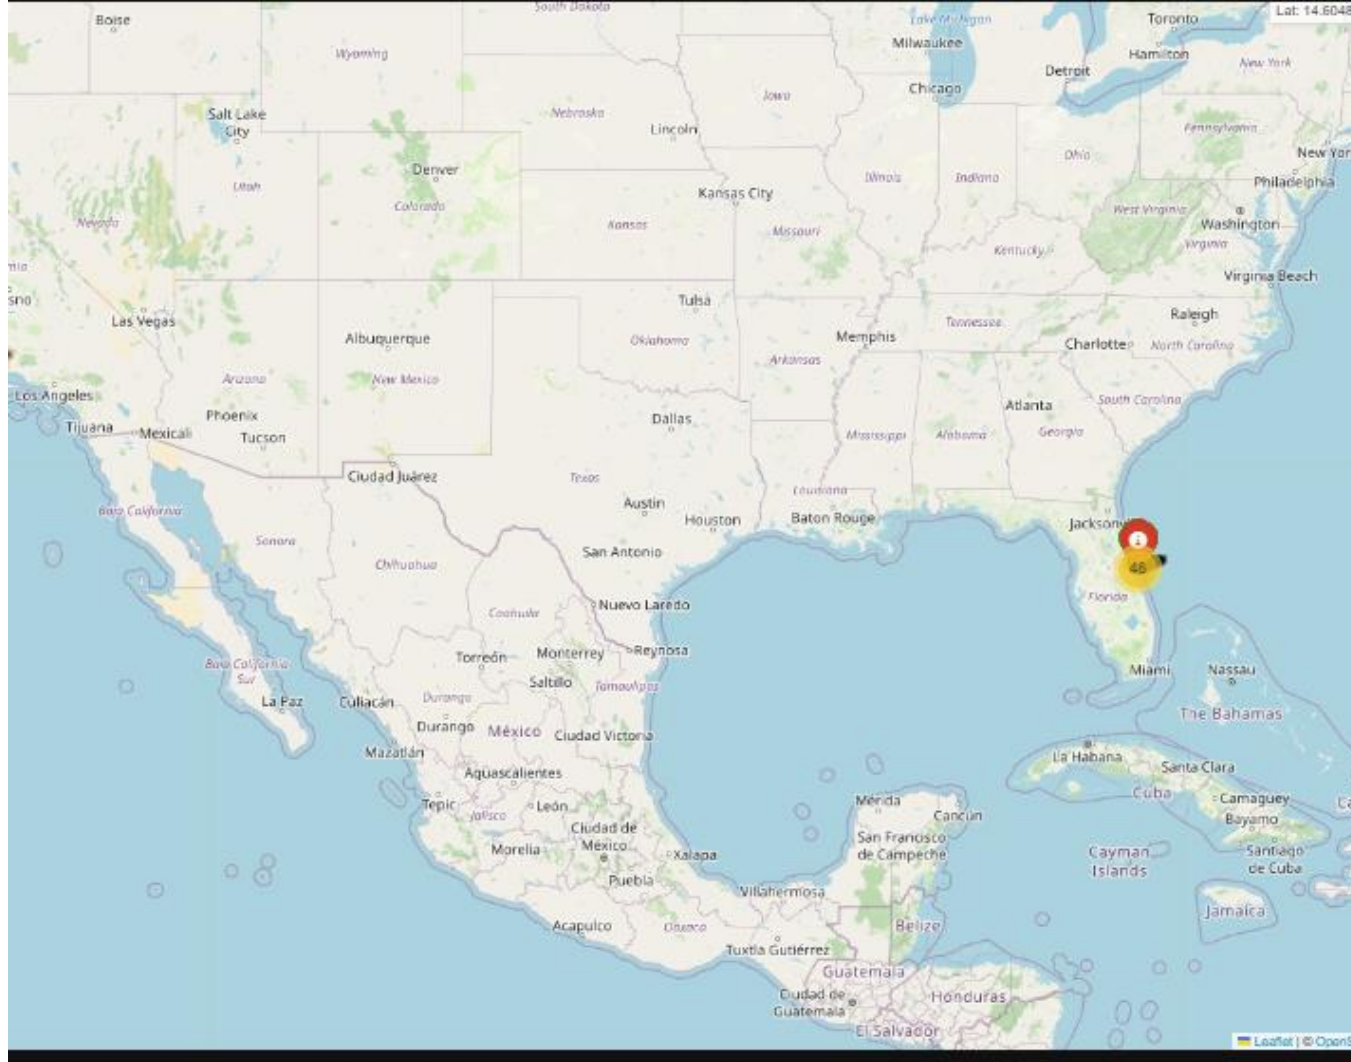 South Dakota
Lake Michigan
Boise
Toronto
Lat: 14.6048
Milwaukee
Wyoming
Hamilton
New York
Detroit
Chicago
Iowa
Nebraska
Salt Lake
City
Lincoln
Pennsylvania
Ohio
New Yor
Denver
Utah
Illinois
Indiana
Philadelphia
Kansas City
Colorado
West Virginia
Nevada
Kansas
Missouri
Washington
Virginia
Kentucky
nia
Virginia Beach
sno
Tulsa
Las Vegas
Raleigh
Tennessee
Albuquerque
Oklahoma
Memphis
Charlotte
North Carolina
Arkansas
Arizona
New Mexico
Los Angeles
South Carolina
Atlanta
Phoenix
Dallas
Tijuana
Mexicali
Tucson
Mississippi
Alabama
Georgia
Ciudad Juárez
Texas
Louisiana
Austin
Baja California
Houston
Baton Rouge
Jacksonv
Sonora
San Antonio
Chihuahua
46
Florida
Coahuila
Nuevo Laredo
Torreón
Monterrey
Reynosa
Baja California
Sur
Miami
Nassau
Saltillo
Tamaulipas
La Paz
Culiacán
Durango
The Bahamas
Durango
México
Ciudad Victoria
Mazatlán
La Habana
Santa Clara
Aguascalientes
Cuba
Tepic
León
Mérida
Camagüey
Jalisco
Cancún
Bayamo
Ciudad de
México
San Francisco
de Campeche
Morelia
Xalapa
Cayman
Islands
Santiago
de Cuba
Puebla
Villahermosa
Jamaica
Acapulco
Oaxaca
Belize
Tuxtla Gutiérrez
Guatemala
Ciudad de
Guatemala
Honduras
El Salvador
Leaflet | © OpenS